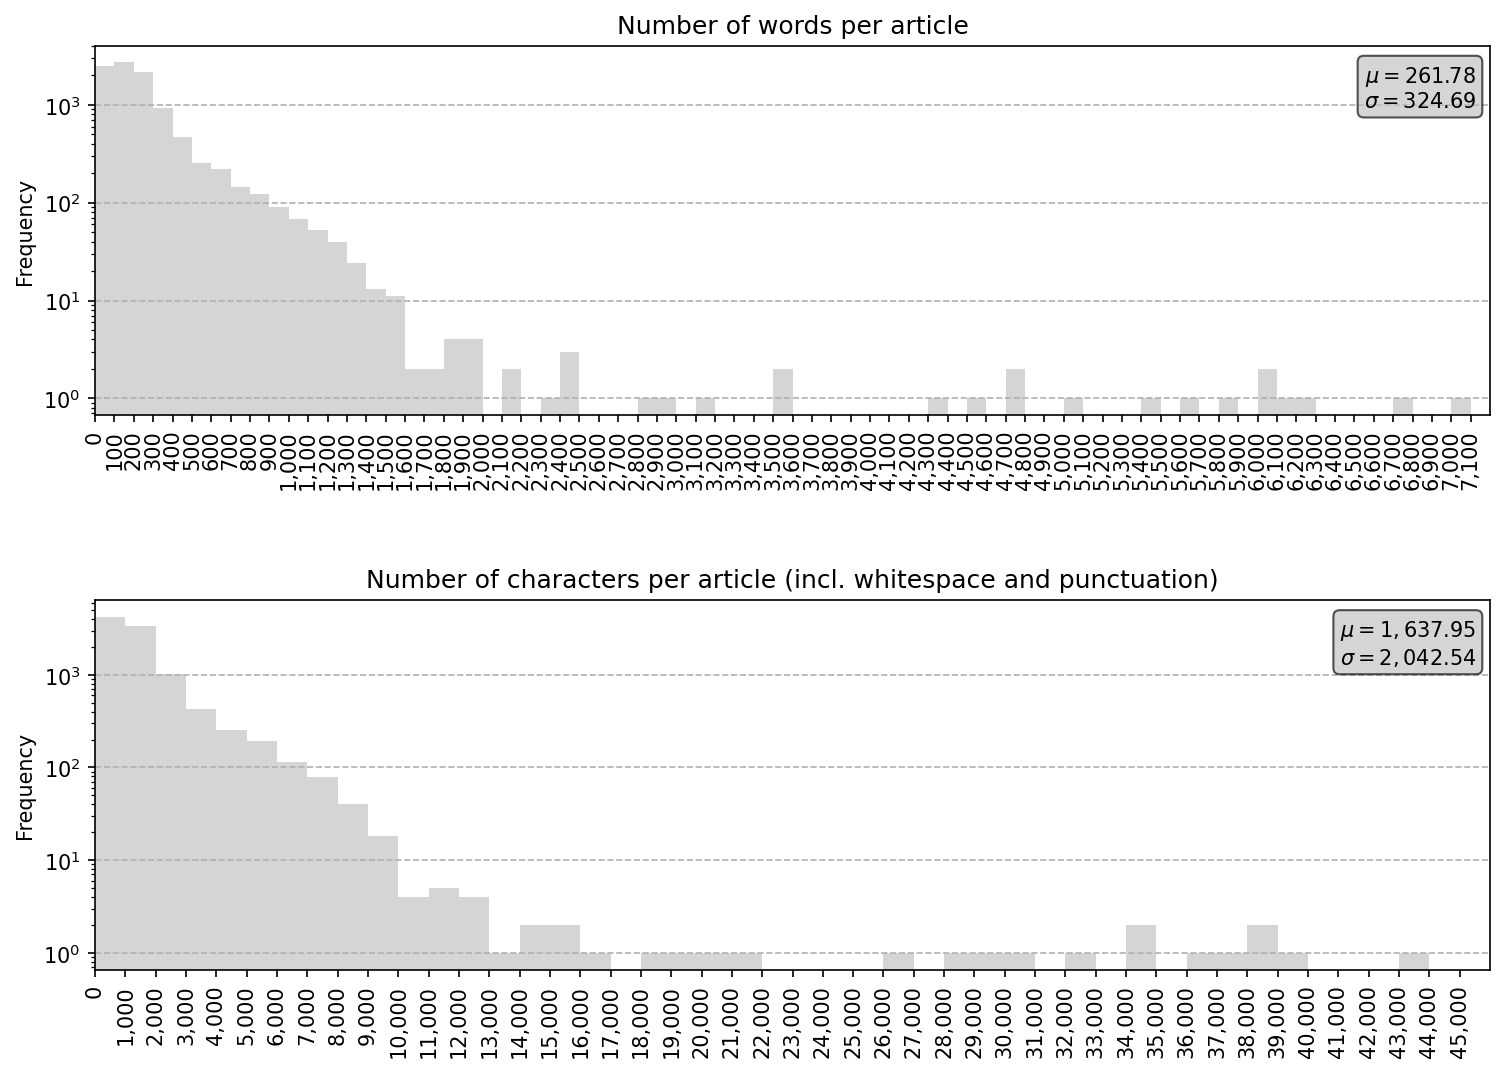 Number of words per article
μ = 261.78
σ = 324.69
Frequency
10³
10²
10¹
10⁰
0 100 200 300 400 500 600 700 800 900 1,000 1,100 1,200 1,300 1,400 1,500 1,600 1,700 1,800 1,900 2,000 2,100 2,200 2,300 2,400 2,500 2,600 2,700 2,800 2,900 3,000 3,100 3,200 3,300 3,400 3,500 3,600 3,700 3,800 3,900 4,000 4,100 4,200 4,300 4,400 4,500 4,600 4,700 4,800 4,900 5,000 5,100 5,200 5,300 5,400 5,500 5,600 5,700 5,800 5,900 6,000 6,100 6,200 6,300 6,400 6,500 6,600 6,700 6,800 6,900 7,000 7,100
Number of characters per article (incl. whitespace and punctuation)
μ = 1,637.95
σ = 2,042.54
Frequency
10³
10²
10¹
10⁰
0 1,000 2,000 3,000 4,000 5,000 6,000 7,000 8,000 9,000 10,000 11,000 12,000 13,000 14,000 15,000 16,000 17,000 18,000 19,000 20,000 21,000 22,000 23,000 24,000 25,000 26,000 27,000 28,000 29,000 30,000 31,000 32,000 33,000 34,000 35,000 36,000 37,000 38,000 39,000 40,000 41,000 42,000 43,000 44,000 45,000